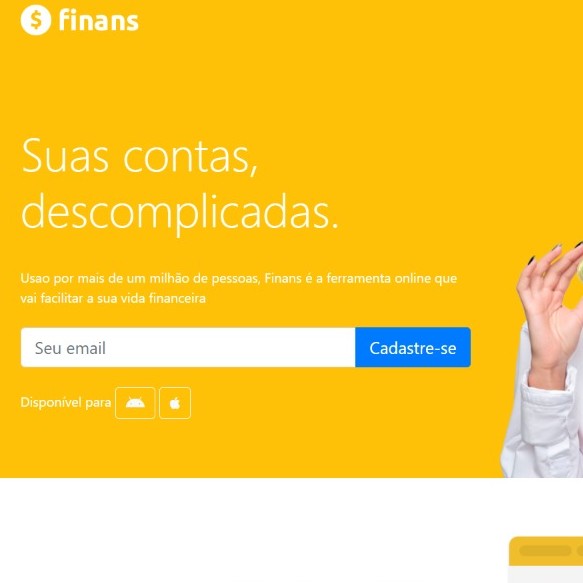 $ finans
Suas contas,
descomplicadas.
Usao por mais de um milhão de pessoas, Finans é a ferramenta online que
vai facilitar a sua vida financeira
Seu email
Cadastre-se
Disponível para